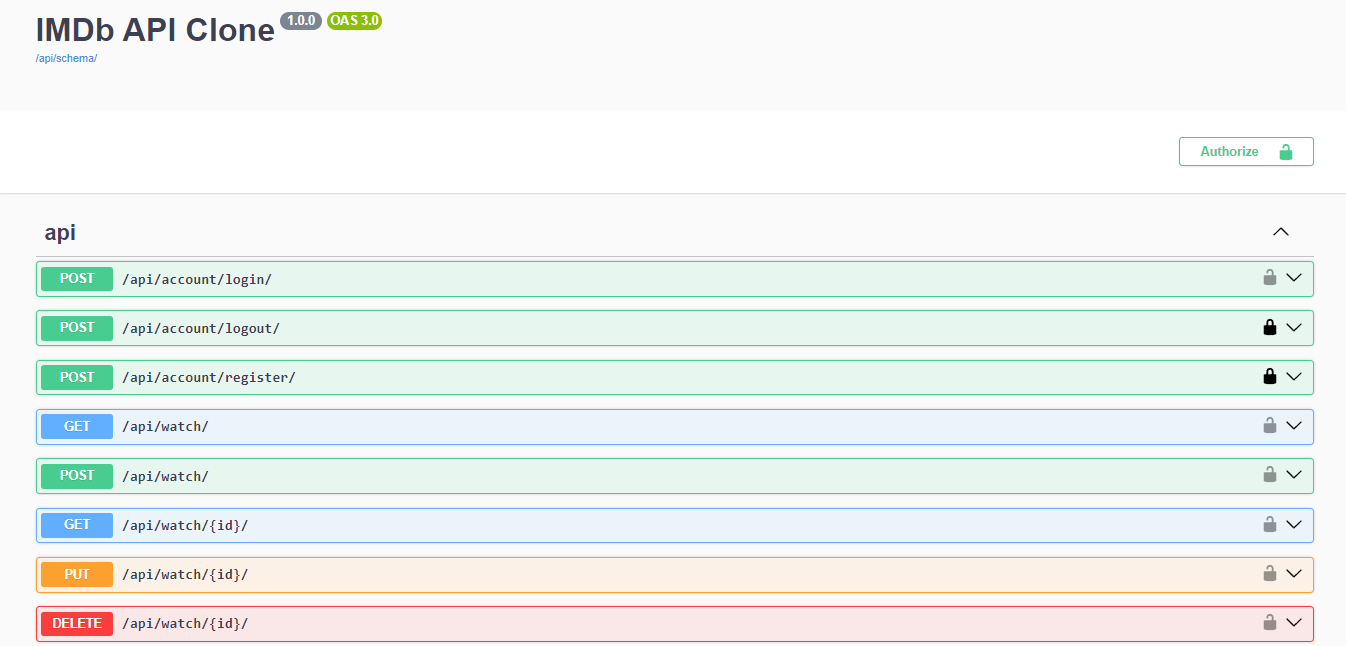 IMDb API Clone 1.0.0 OAS 3.0
/api/schema/
Authorize
api
POST /api/account/login/
POST /api/account/logout/
POST /api/account/register/
GET /api/watch/
POST /api/watch/
GET /api/watch/{id}/
PUT /api/watch/{id}/
DELETE /api/watch/{id}/